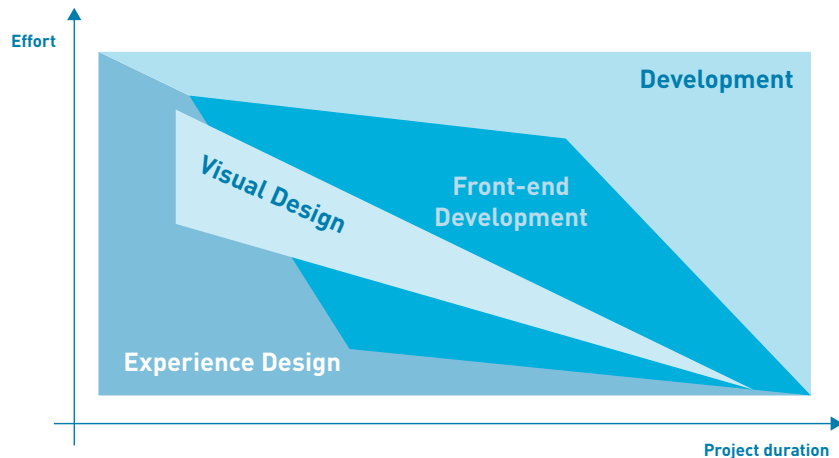 Effort
Development
Visual Design
Front-end
Development
Experience Design
Project duration